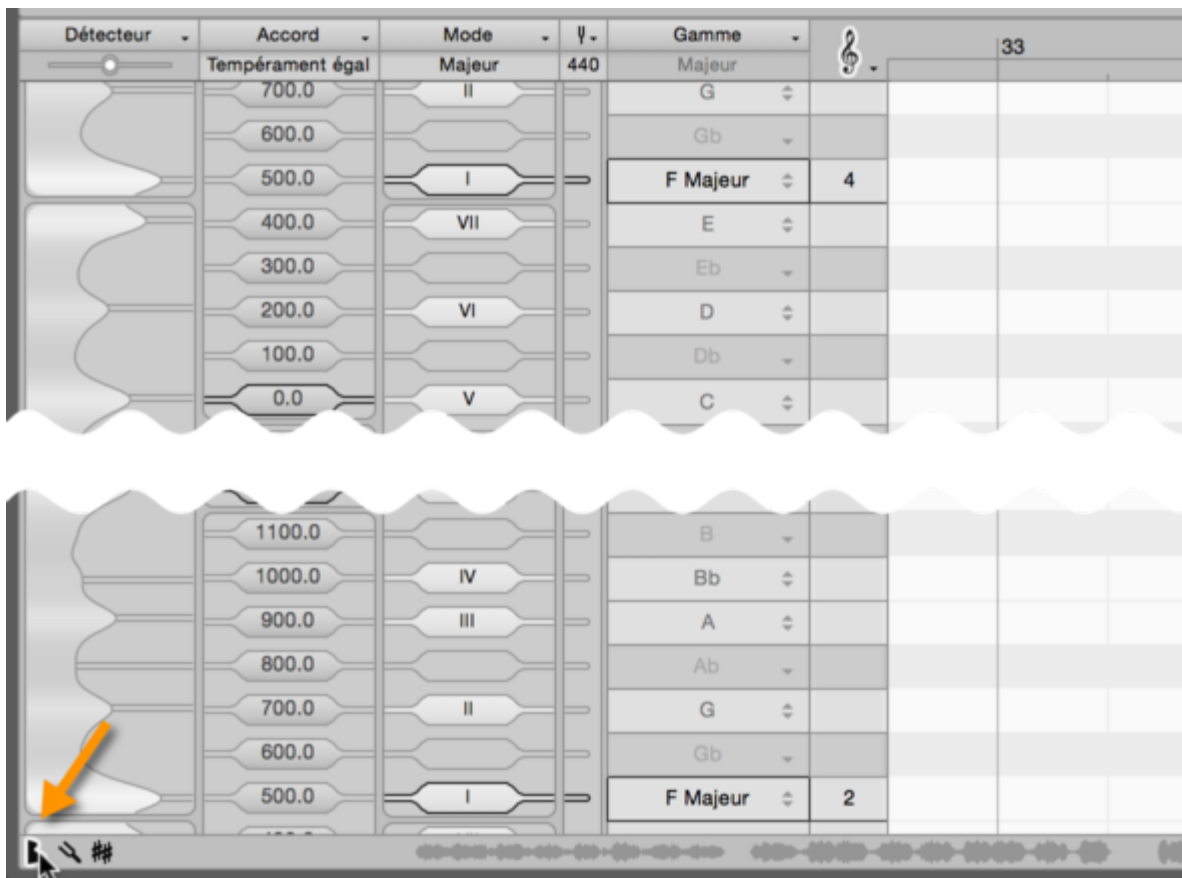 Détecteur Accord Mode Gamme 33
Tempérament égal Majeur 440 Majeur
700.0 II G
600.0 Gb
500.0 I F Majeur 4
400.0 VII E
300.0 Eb
200.0 VI D
100.0 Db
0.0 V C
1100.0 B
1000.0 IV Bb
900.0 III A
800.0 Ab
700.0 II G
600.0 Gb
500.0 I F Majeur 2